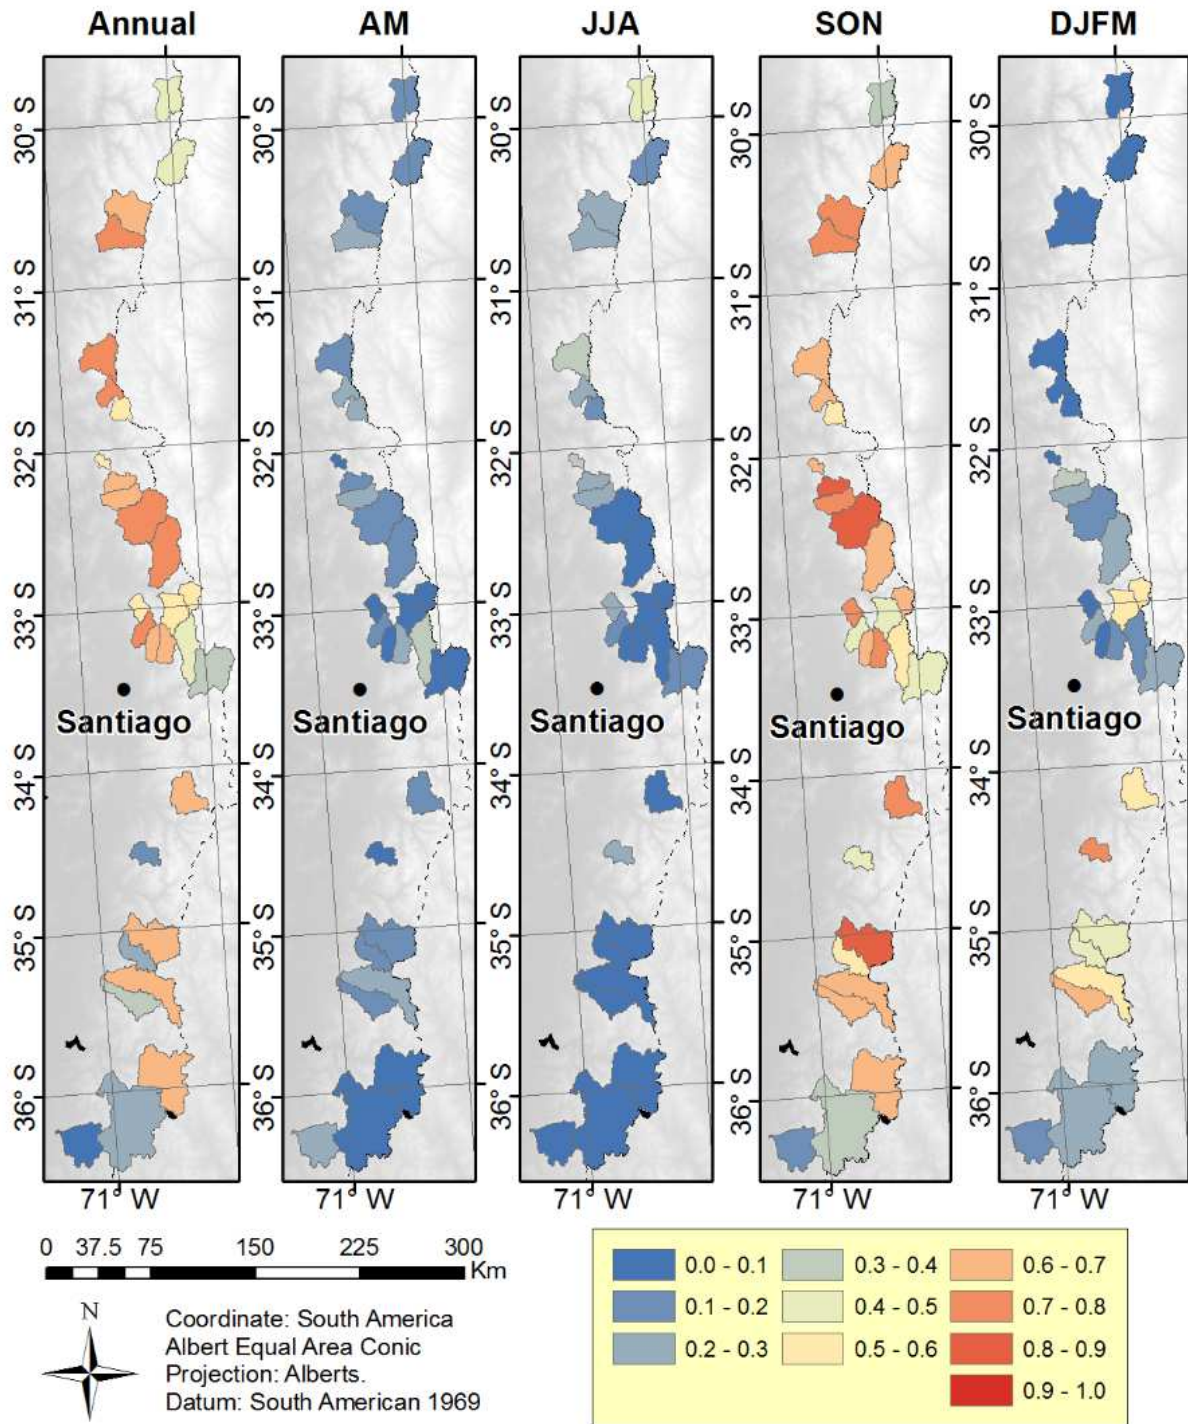 Annual AM JJA SON DJFM
30° S 30° S 30° S 30° S 30° S
31° S 31° S 31° S 31° S 31° S
32° S 32° S 32° S 32° S 32° S
33° S 33° S 33° S 33° S 33° S
Santiago Santiago Santiago Santiago Santiago
34° S 34° S 34° S 34° S 34° S
35° S 35° S 35° S 35° S 35° S
36° S 36° S 36° S 36° S 36° S
71° W 71° W 71° W 71° W 71° W
0 37.5 75 150 225 300
Km
N
Coordinate: South America
Albert Equal Area Conic
Projection: Alberts.
Datum: South American 1969
0.0 - 0.1 0.3 - 0.4 0.6 - 0.7
0.1 - 0.2 0.4 - 0.5 0.7 - 0.8
0.2 - 0.3 0.5 - 0.6 0.8 - 0.9
0.9 - 1.0